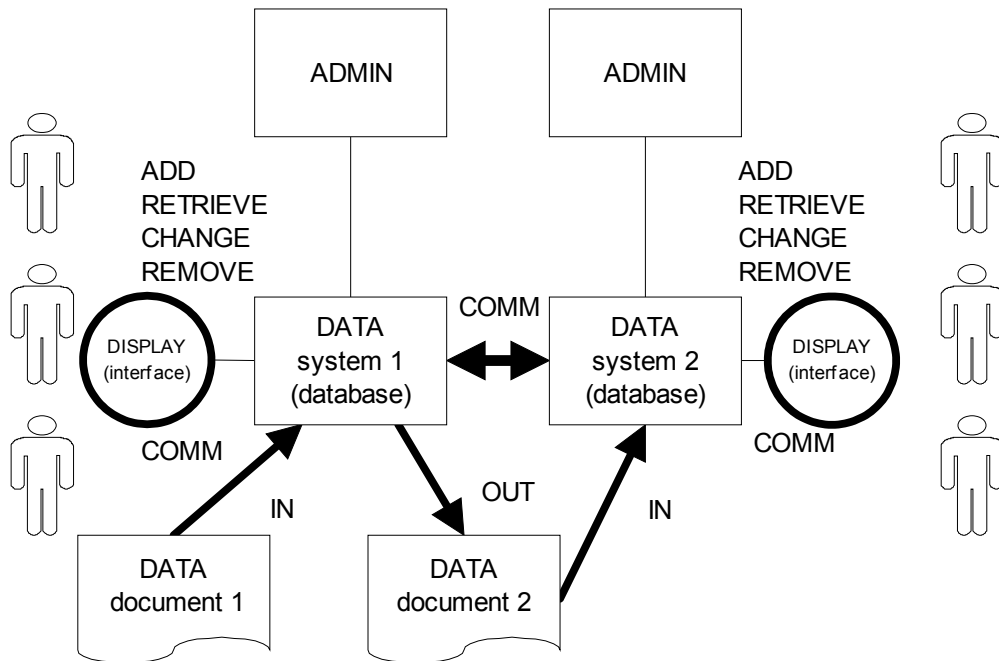 ADMIN
ADMIN
ADD
RETRIEVE
CHANGE
REMOVE
ADD
RETRIEVE
CHANGE
REMOVE
DISPLAY
(interface)
DATA
system 1
(database)
COMM
DATA
system 2
(database)
DISPLAY
(interface)
COMM
COMM
IN
OUT
IN
DATA
document 1
DATA
document 2